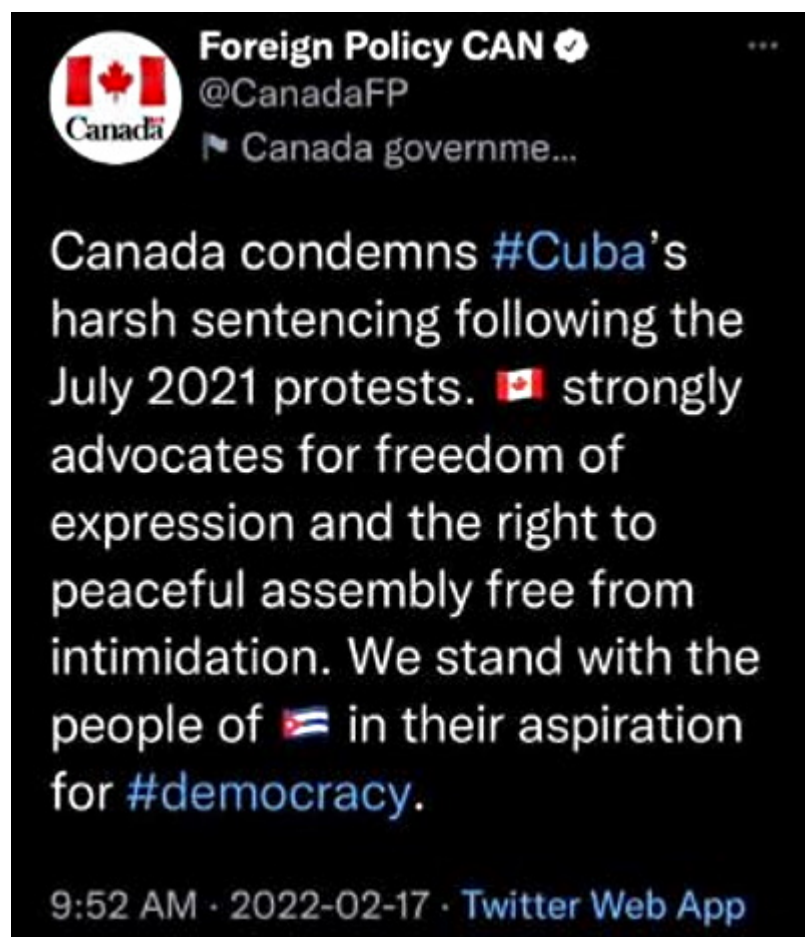 Foreign Policy CAN
@CanadaFP
Canada
Canada governme...
Canada condemns #Cuba's
harsh sentencing following the
July 2021 protests. 🇨🇦 strongly
advocates for freedom of
expression and the right to
peaceful assembly free from
intimidation. We stand with the
people of 🇨🇺 in their aspiration
for #democracy.
9:52 AM · 2022-02-17 · Twitter Web App